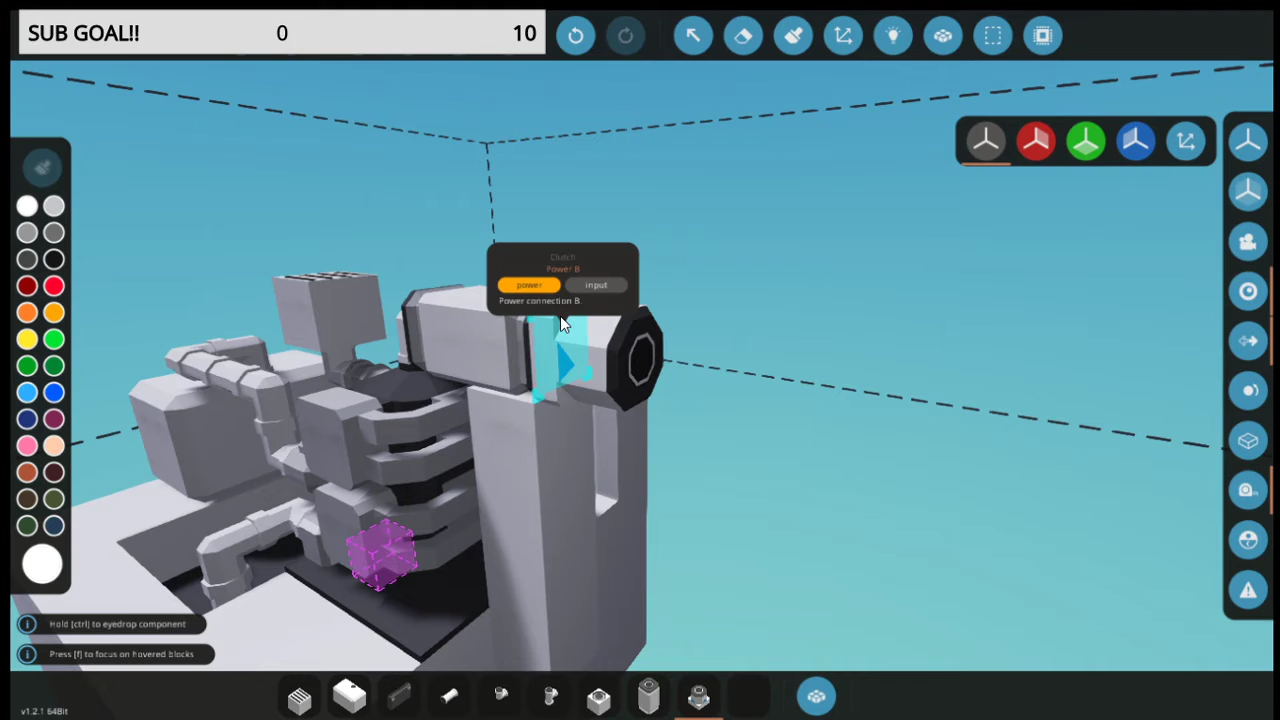 SUB GOAL!! 0 10
Clutch
Power B
power input
Power connection B.
Hold [ctrl] to eyedrop component
Press [f] to focus on hovered blocks
v1.2.1 64Bit